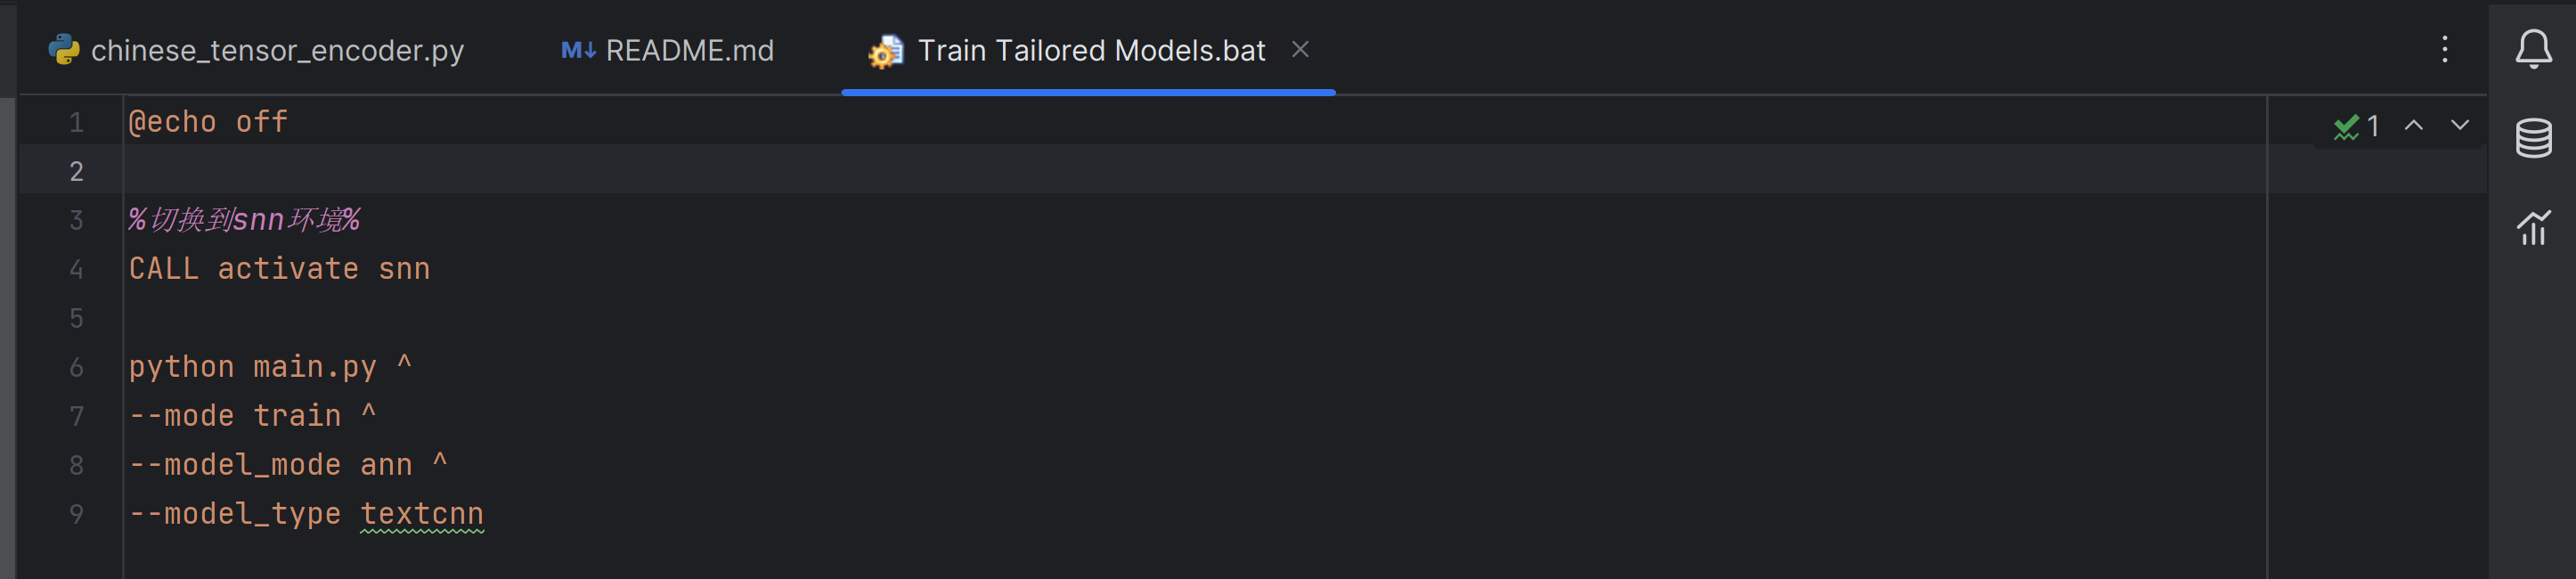 chinese_tensor_encoder.py
M↓ README.md
Train Tailored Models.bat
1 @echo off
1
2
3 %切换到snn环境%
4 CALL activate snn
5
6 python main.py ^
7 --mode train ^
8 --model_mode ann ^
9 --model_type textcnn